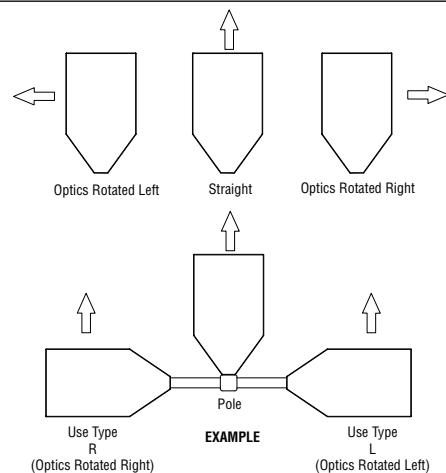 Optics Rotated Left
Straight
Optics Rotated Right
Pole
Use Type
R
(Optics Rotated Right)
EXAMPLE
Use Type
L
(Optics Rotated Left)